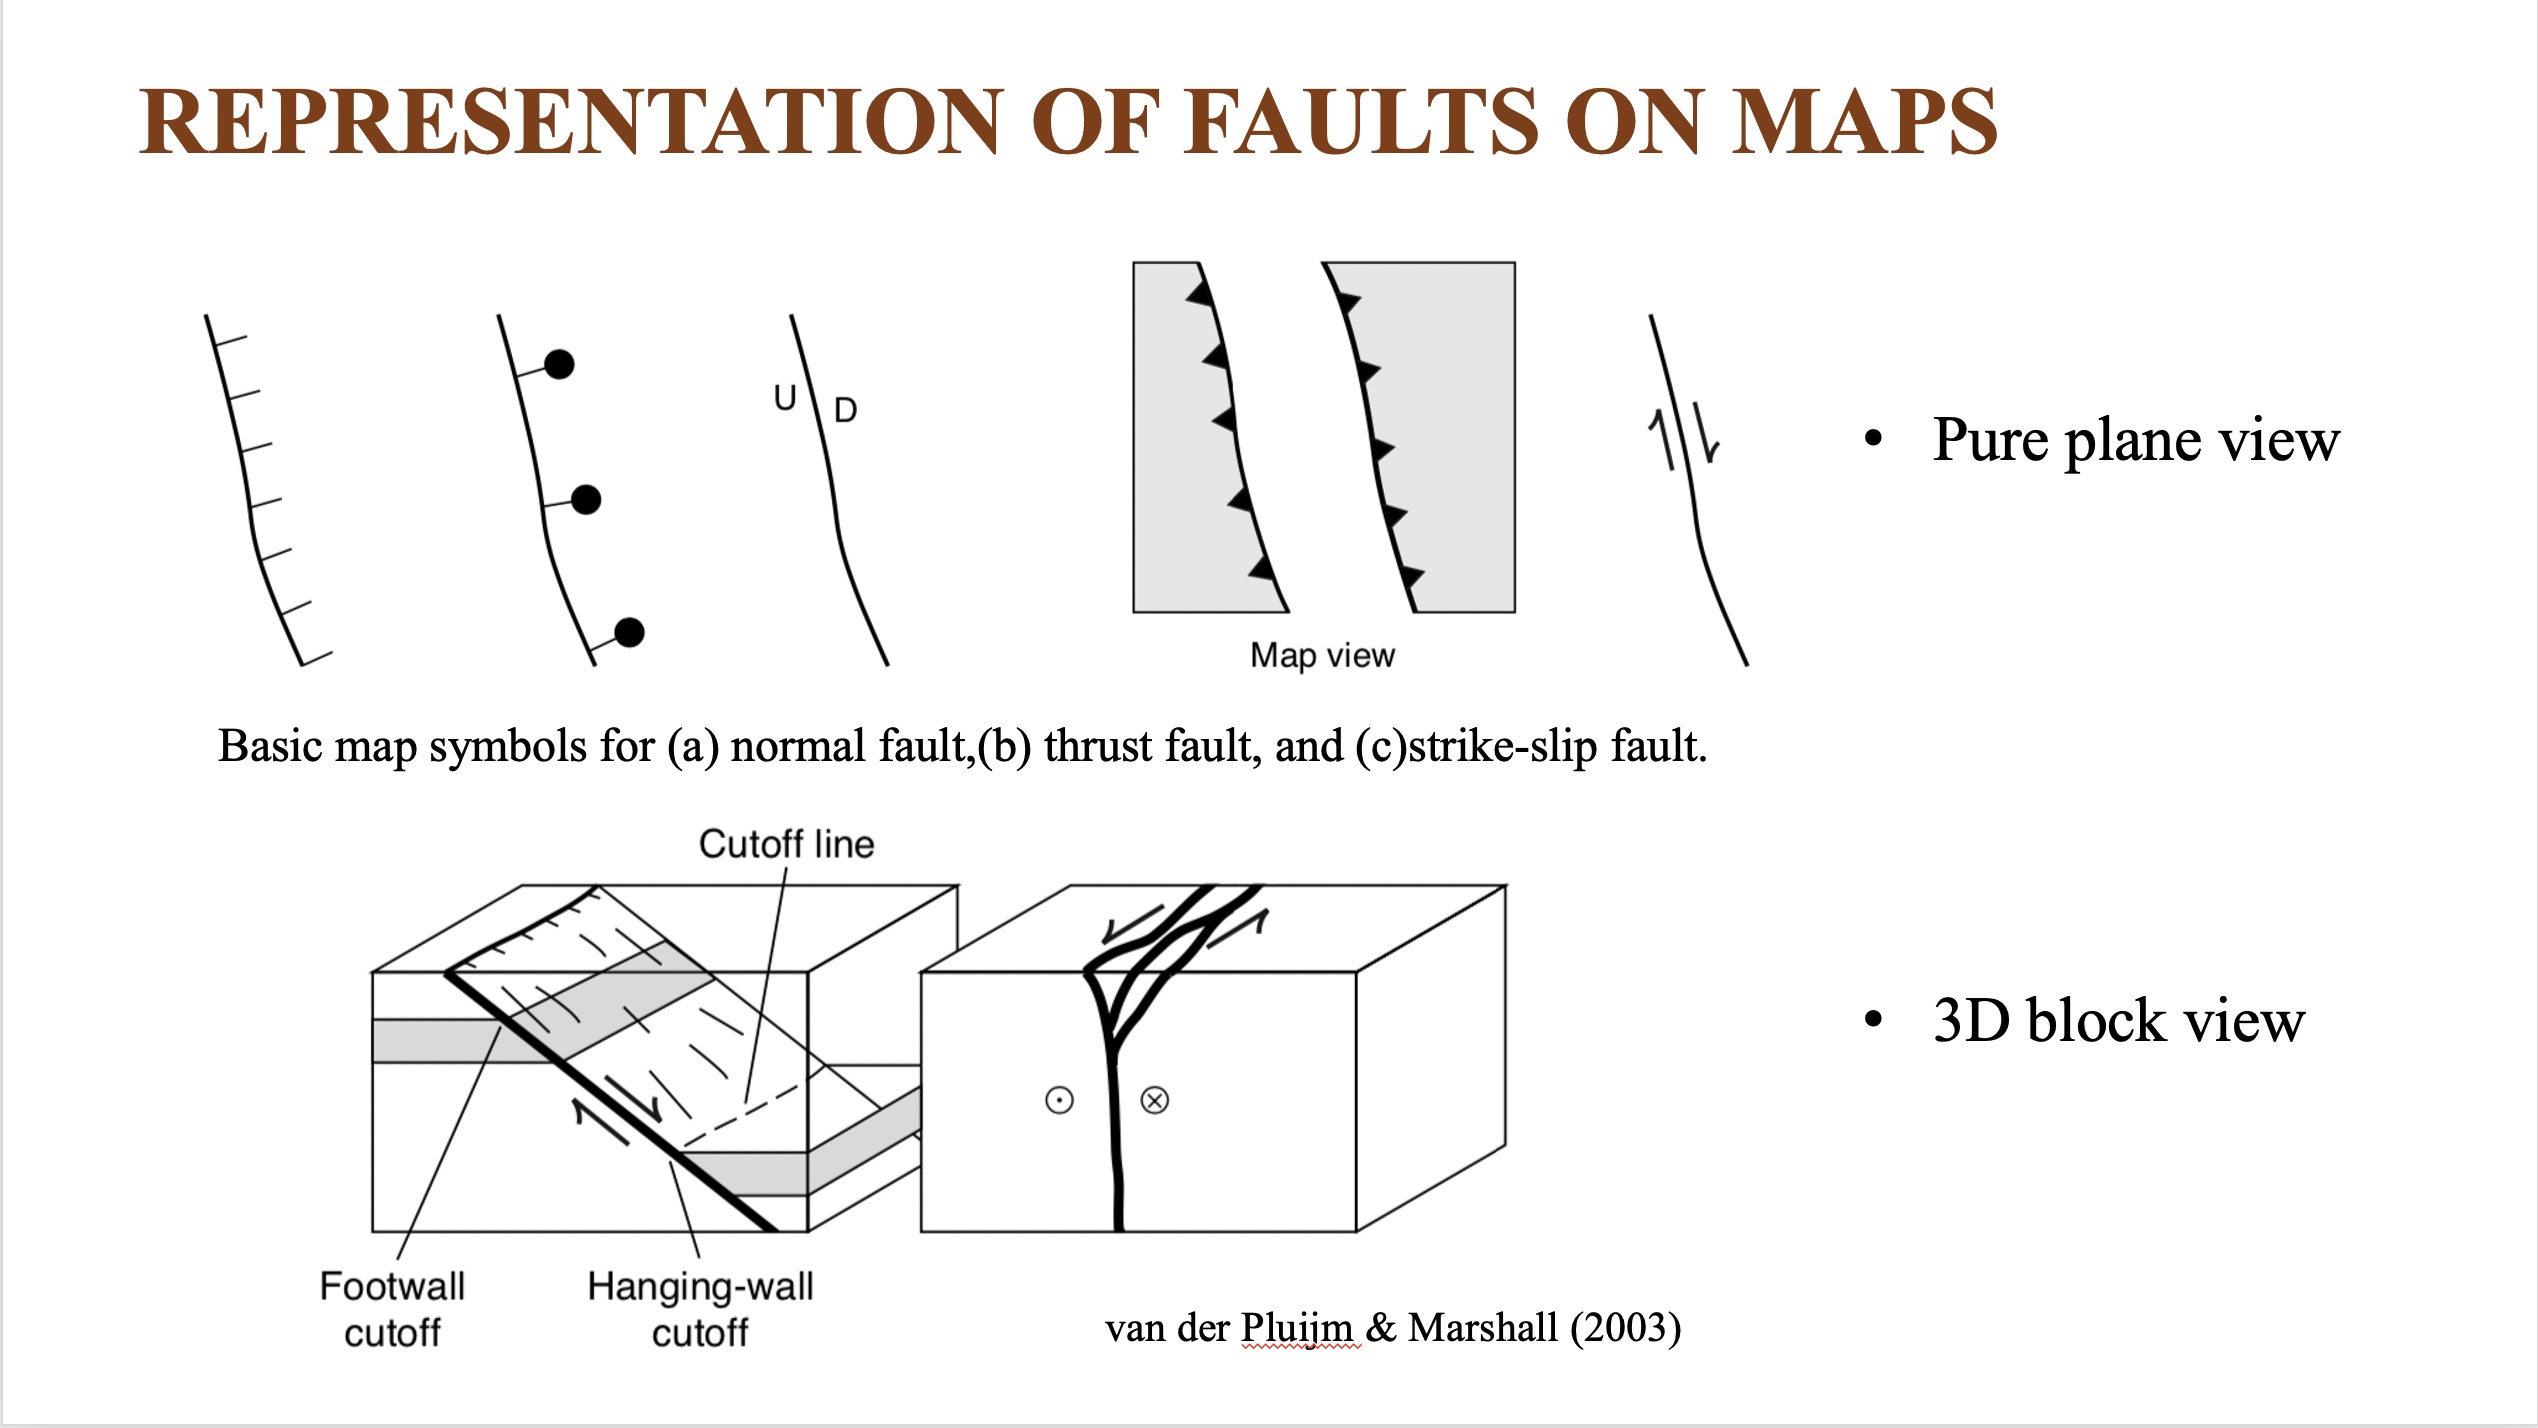 REPRESENTATION OF FAULTS ON MAPS
U
D
Map view
• Pure plane view
Basic map symbols for (a) normal fault,(b) thrust fault, and (c)strike-slip fault.
Cutoff line
• 3D block view
Footwall
cutoff
Hanging-wall
cutoff
van der Pluijm & Marshall (2003)